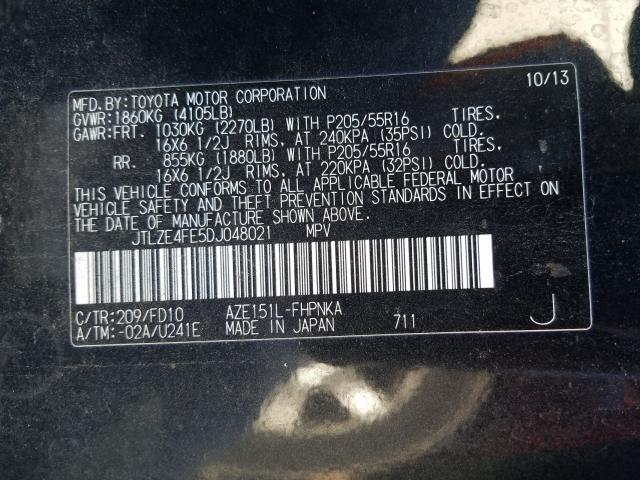 MFD.BY:TOYOTA MOTOR CORPORATION 10/13
GVWR:1860KG (4105LB)
GAWR:FRT. 1030KG (2270LB) WITH P205/55R16 TIRES,
16X6 1/2J RIMS, AT 240KPA (35PSI) COLD.
RR. 855KG (1880LB) WITH P205/55R16 TIRES,
16X6 1/2J RIMS, AT 220KPA (32PSI) COLD.
THIS VEHICLE CONFORMS TO ALL APPLICABLE FEDERAL MOTOR
VEHICLE SAFETY AND THEFT PREVENTION STANDARDS IN EFFECT ON
THE DATE OF MANUFACTURE SHOWN ABOVE.
JTLZE4FE5DJ048021 MPV
C/TR:209/FD10 AZE151L-FHPNKA
A/TM:-02A/U241E MADE IN JAPAN 711 J